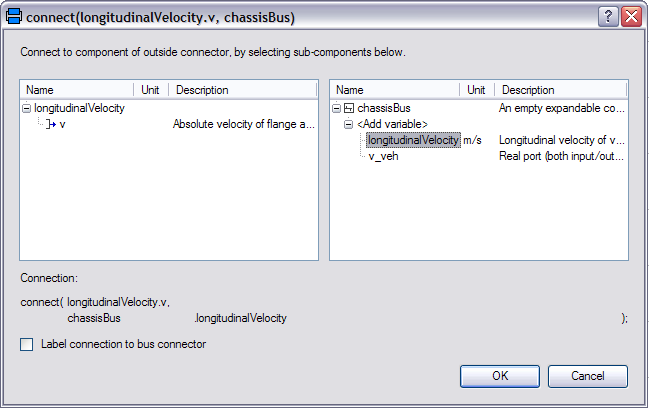 connect(longitudinalVelocity.v, chassisBus)
Connect to component of outside connector, by selecting sub-components below.
Name Unit Description
longitudinalVelocity
v Absolute velocity of flange a...
Name Unit Description
chassisBus An empty expandable co...
<Add variable>
longitudinalVelocity m/s Longitudinal velocity of v...
v_veh Real port (both input/out...
Connection:
connect( longitudinalVelocity.v,
chassisBus .longitudinalVelocity );
Label connection to bus connector
OK Cancel